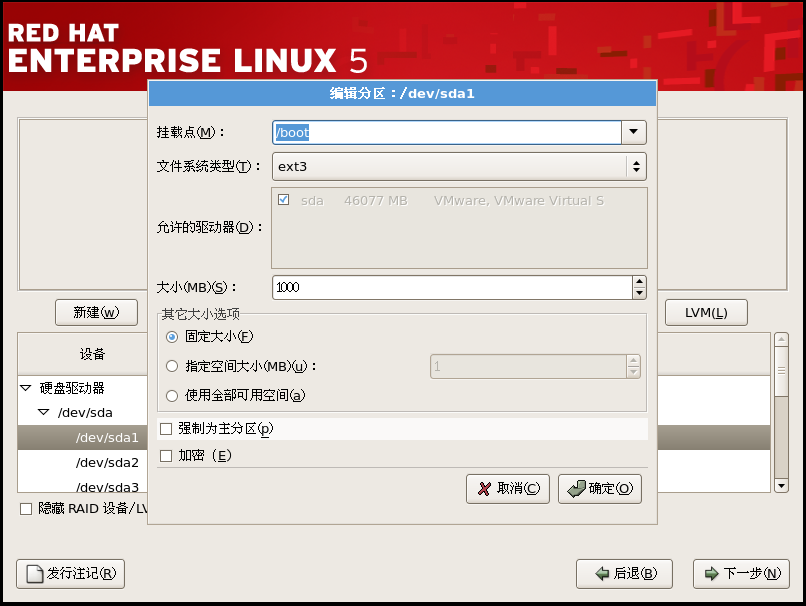 RED HAT
ENTERPRISE LINUX 5
编辑分区：/dev/sda1
挂载点(M)： /boot
文件系统类型(T)： ext3
允许的驱动器(D)： sda 46077 MB VMware, VMware Virtual S
大小(MB)(S)： 1000
其它大小选项
固定大小(F)
指定空间大小(MB)(u)： 1
使用全部可用空间(a)
强制为主分区(p)
加密 (E)
取消(C) 确定(O)
新建(w) LVM(L)
设备
硬盘驱动器
/dev/sda
/dev/sda1
/dev/sda2
/dev/sda3
隐藏 RAID 设备/LV
发行注记(R) 后退(B) 下一步(N)